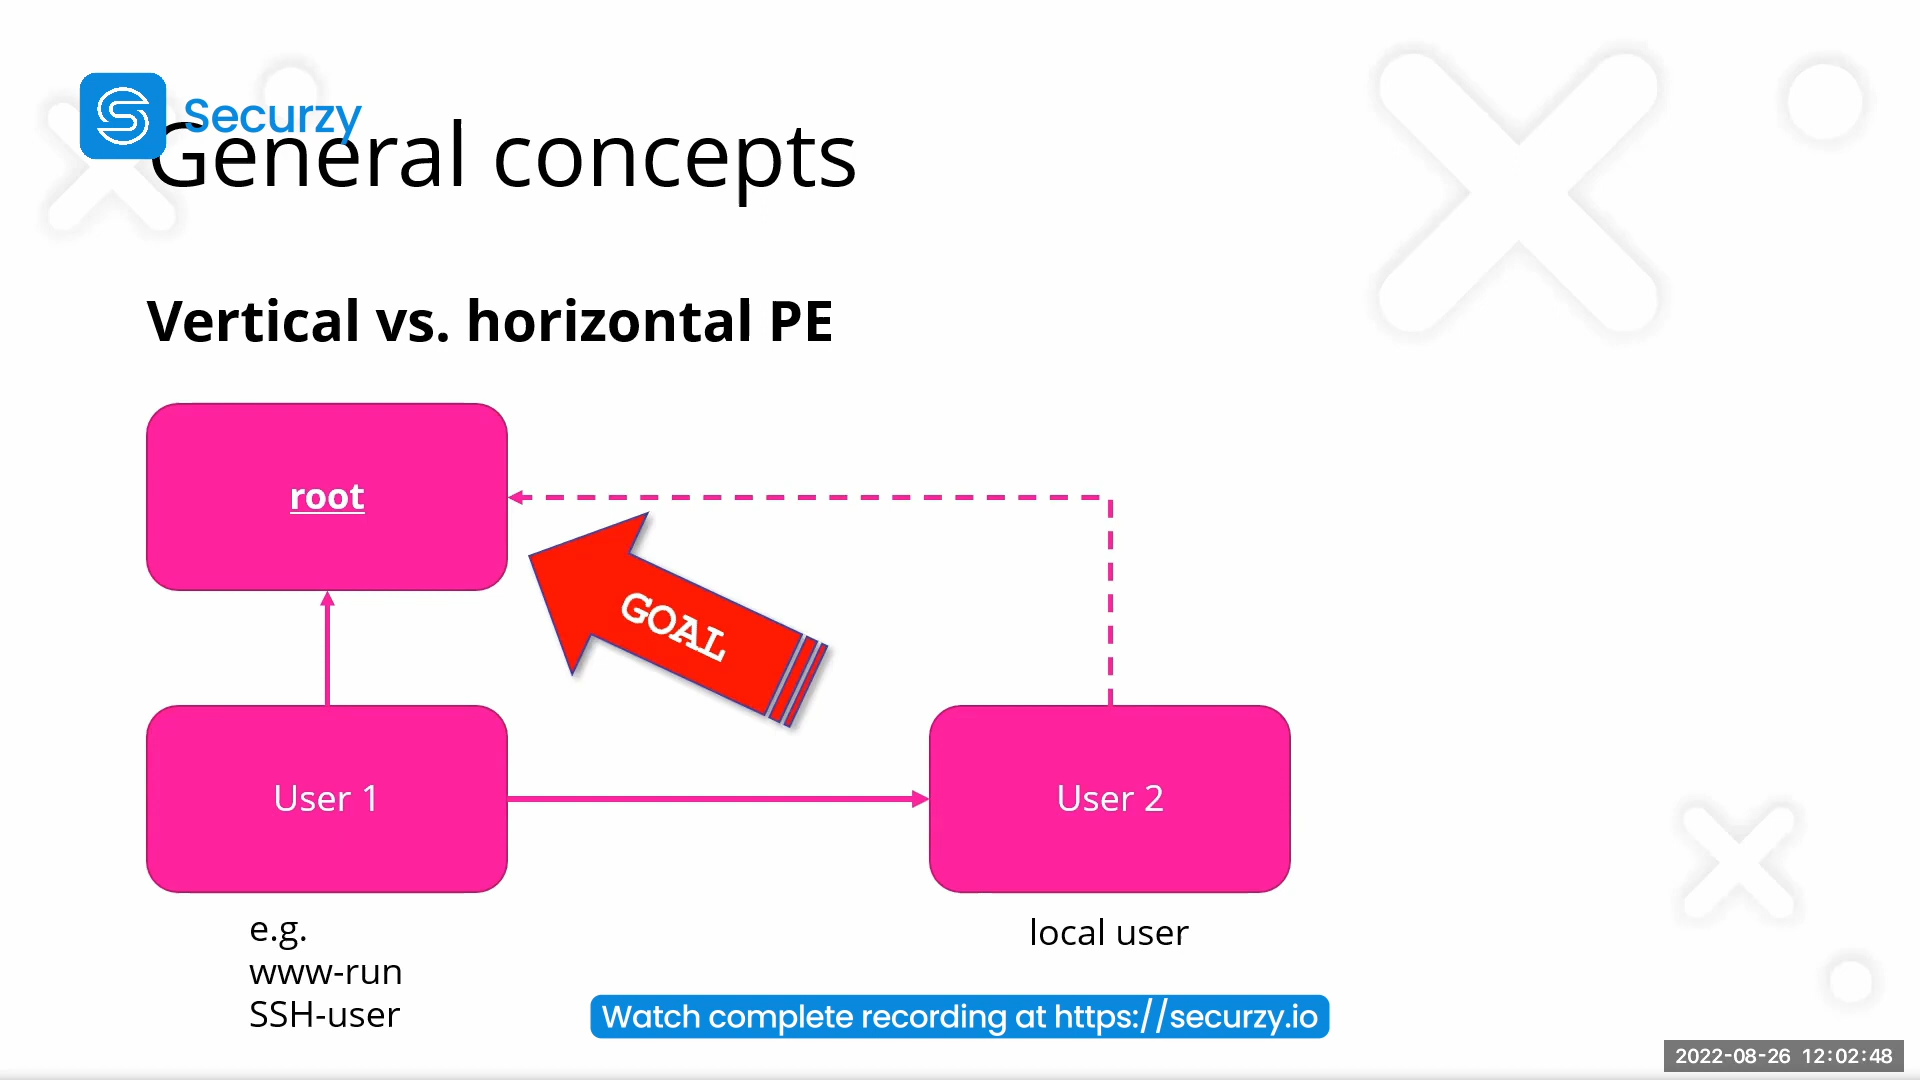 Securzy
General concepts
Vertical vs. horizontal PE
root
GOAL
User 1
User 2
e.g.
www-run
SSH-user
local user
Watch complete recording at https://securzy.io
2022-08-26 12:02:48